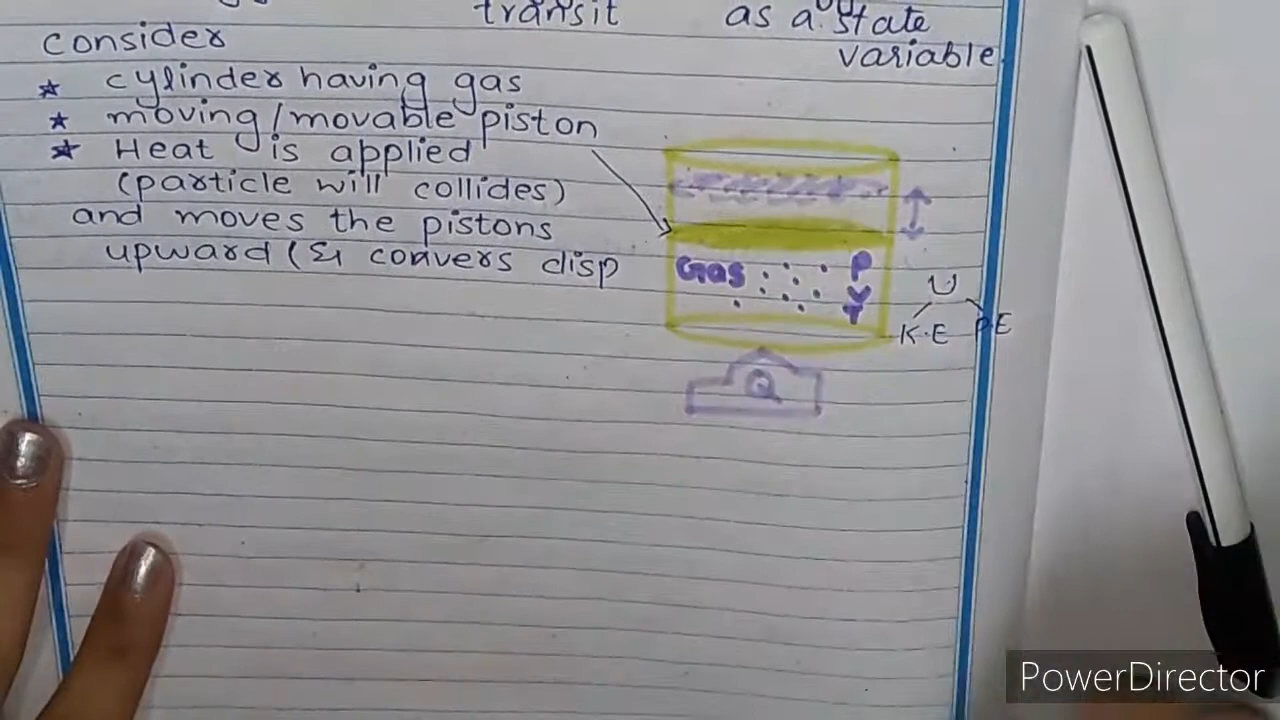 transit as a state
consider
variable
★ cylinder having gas
★ moving/movable piston
★ Heat is applied
(particle will collides)
and moves the pistons
upward (& convers disp
Gas P
V
T
U
K.E P.E
Q
PowerDirector